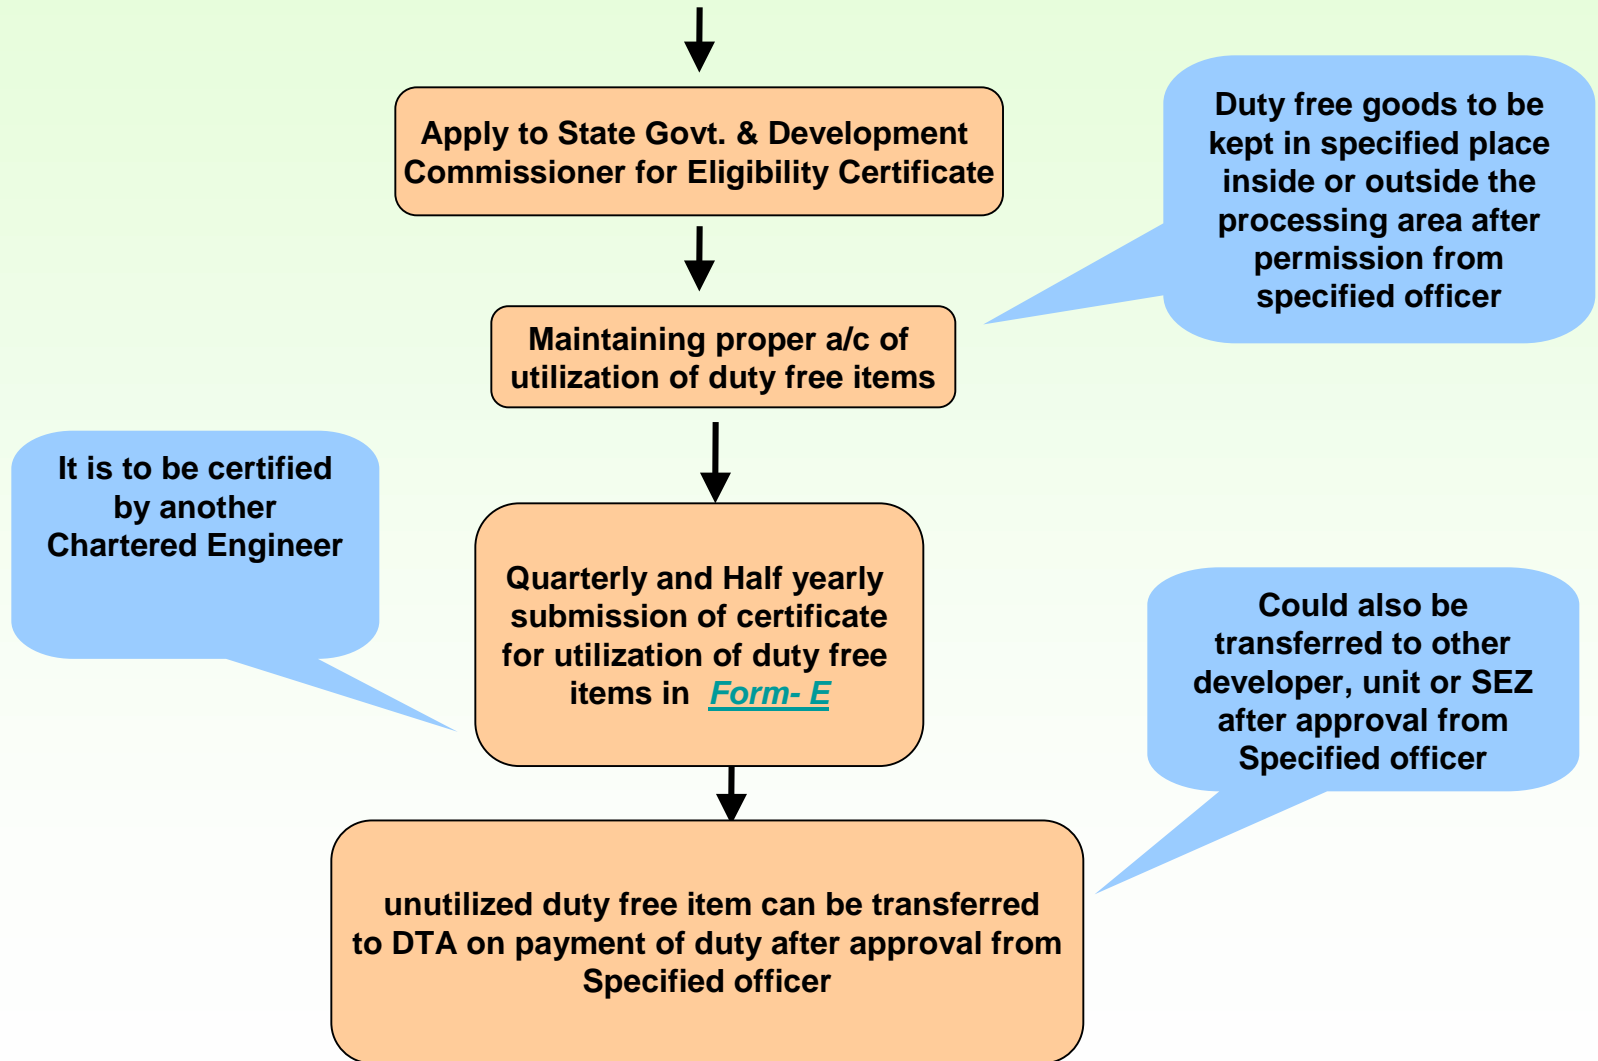 Apply to State Govt. & Development
Commissioner for Eligibility Certificate
Duty free goods to be
kept in specified place
inside or outside the
processing area after
permission from
specified officer
Maintaining proper a/c of
utilization of duty free items
It is to be certified
by another
Chartered Engineer
Quarterly and Half yearly
submission of certificate
for utilization of duty free
items in Form- E
Could also be
transferred to other
developer, unit or SEZ
after approval from
Specified officer
unutilized duty free item can be transferred
to DTA on payment of duty after approval from
Specified officer